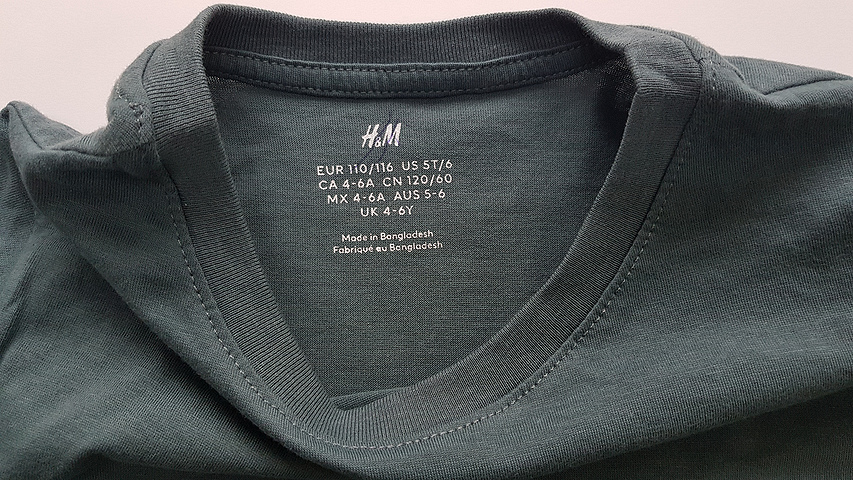 H&M
EUR 110/116 US 5T/6
CA 4-6A CN 120/60
MX 4-6A AUS 5-6
UK 4-6Y
Made in Bangladesh
Fabriqué au Bangladesh